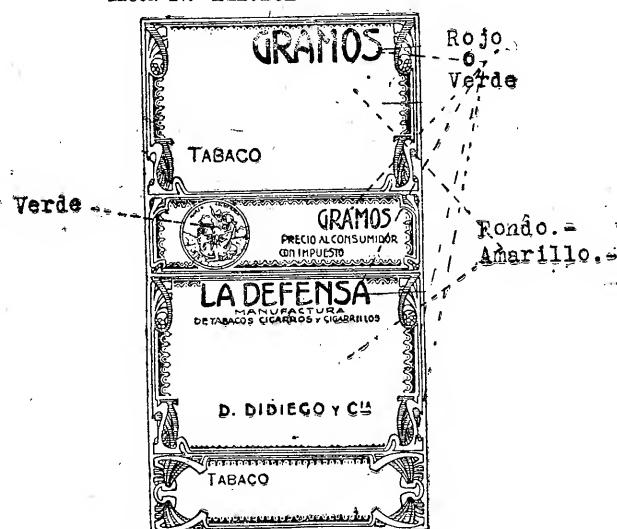 GRAMOS
Rojo
-ó-
Verde
TABACO
Verde
GRAMOS
PRECIO AL CONSUMIDOR
CON IMPUESTO
Fondo.=
Amarillo.=
LA DEFENSA
MANUFACTURA
DE TABACOS CIGARROS Y CIGARRILLOS
D. DIDIEGO Y CIA
TABACO